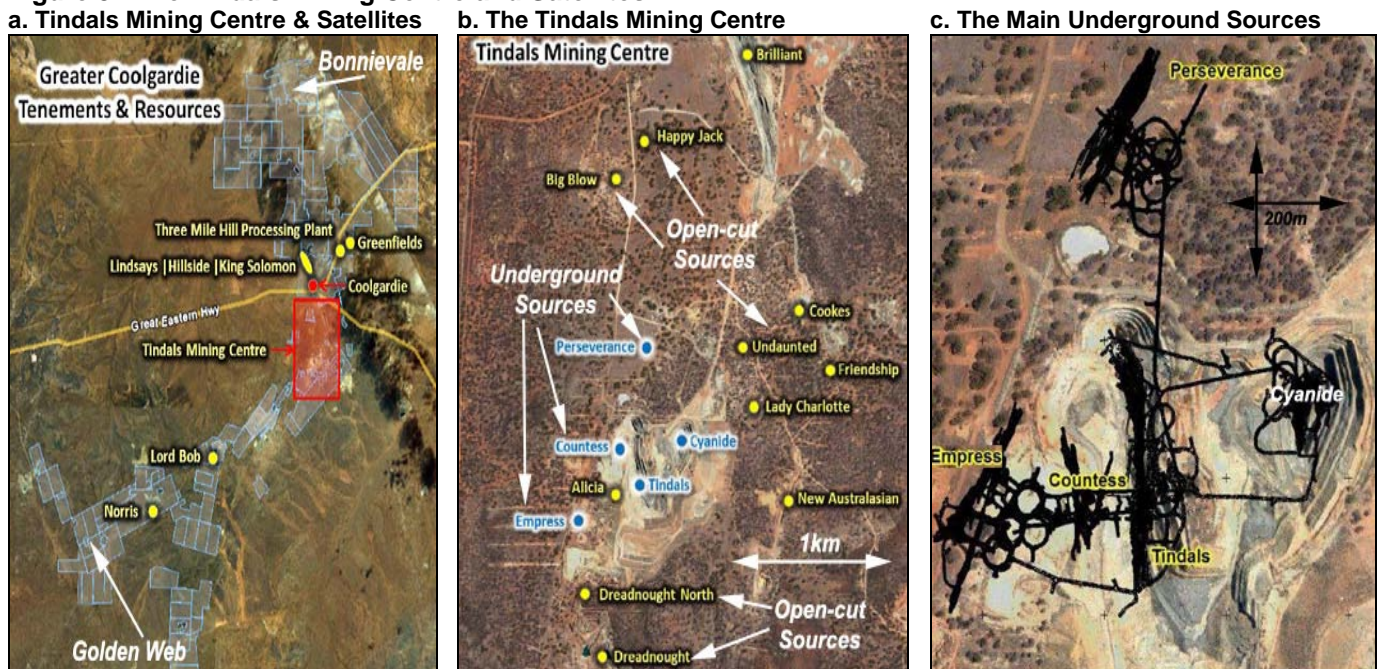 a. Tindals Mining Centre & Satellites
b. The Tindals Mining Centre
c. The Main Underground Sources
Greater Coolgardie
Tenements & Resources
Bonnievale
Three Mile Hill Processing Plant
Greenfields
Lindsays |Hillside |King Solomon
Coolgardie
Great Eastern Hwy
Tindals Mining Centre
Lord Bob
Norris
Golden Web
Tindals Mining Centre
Brilliant
Happy Jack
Big Blow
Open-cut
Sources
Underground
Sources
Cookes
Perseverance
Undaunted
Friendship
Lady Charlotte
Countess
Cyanide
Alicia
Tindals
New Australasian
Empress
1km
Dreadnought North
Open-cut
Sources
Dreadnought
Perseverance
200m
Cyanide
Empress
Countess
Tindals